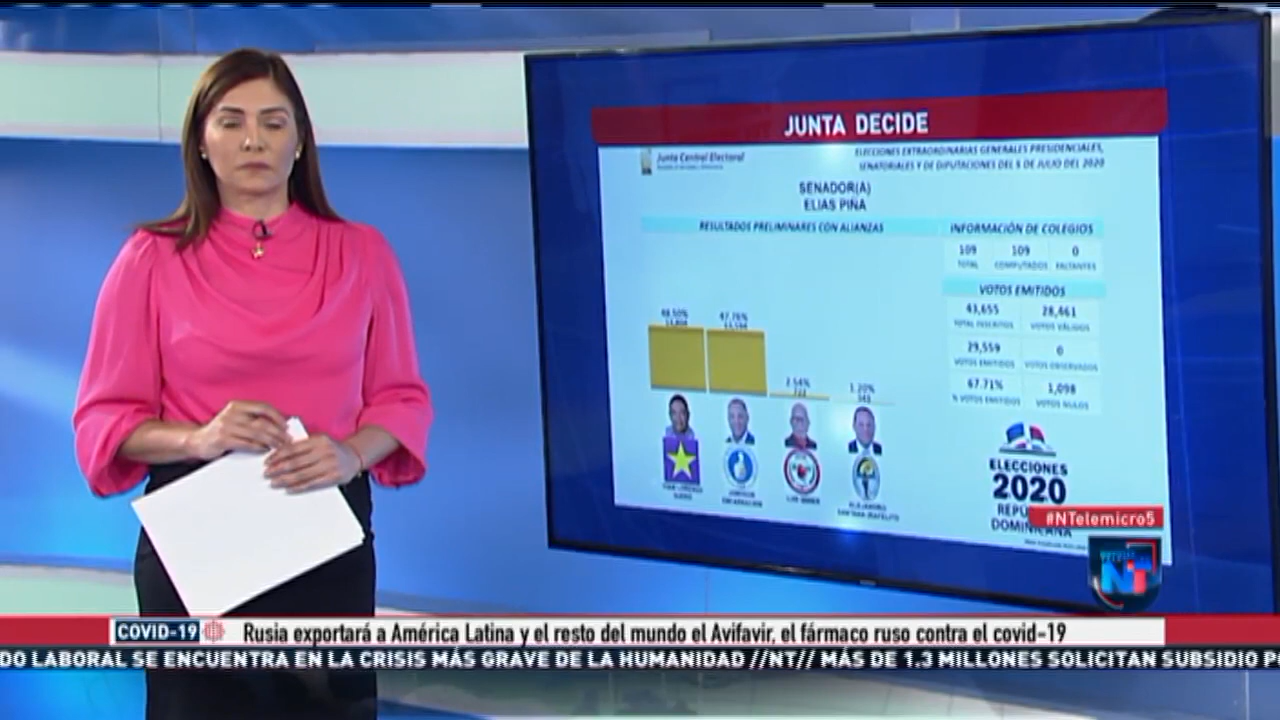 JUNTA DECIDE
Junta Central Electoral
ELECCIONES EXTRAORDINARIAS GENERALES PRESIDENCIALES,
SENATORIALES Y DE DIPUTACIONES DEL 5 DE JULIO DEL 2020
SENADOR(A)
ELIAS PIÑA
RESULTADOS PRELIMINARES CON ALIANZAS
48.50%
47.76%
2.54%
722
1.20%
343
INFORMACIÓN DE COLEGIOS
109 109 0
TOTAL COMPUTADOS FALTANTES
VOTOS EMITIDOS
43,655 28,461
TOTAL INSCRITOS VOTOS VÁLIDOS
29,559 0
VOTOS EMITIDOS VOTOS OBSERVADOS
67.71% 1,098
% VOTOS EMITIDOS VOTOS NULOS
ELECCIONES
2020
DOMINICANA
#NTelemicro5
NT
COVID-19 Rusia exportará a América Latina y el resto del mundo el Avifavir, el fármaco ruso contra el covid-19
DO LABORAL SE ENCUENTRA EN LA CRISIS MÁS GRAVE DE LA HUMANIDAD //NT// MÁS DE 1.3 MILLONES SOLICITAN SUBSIDIO P